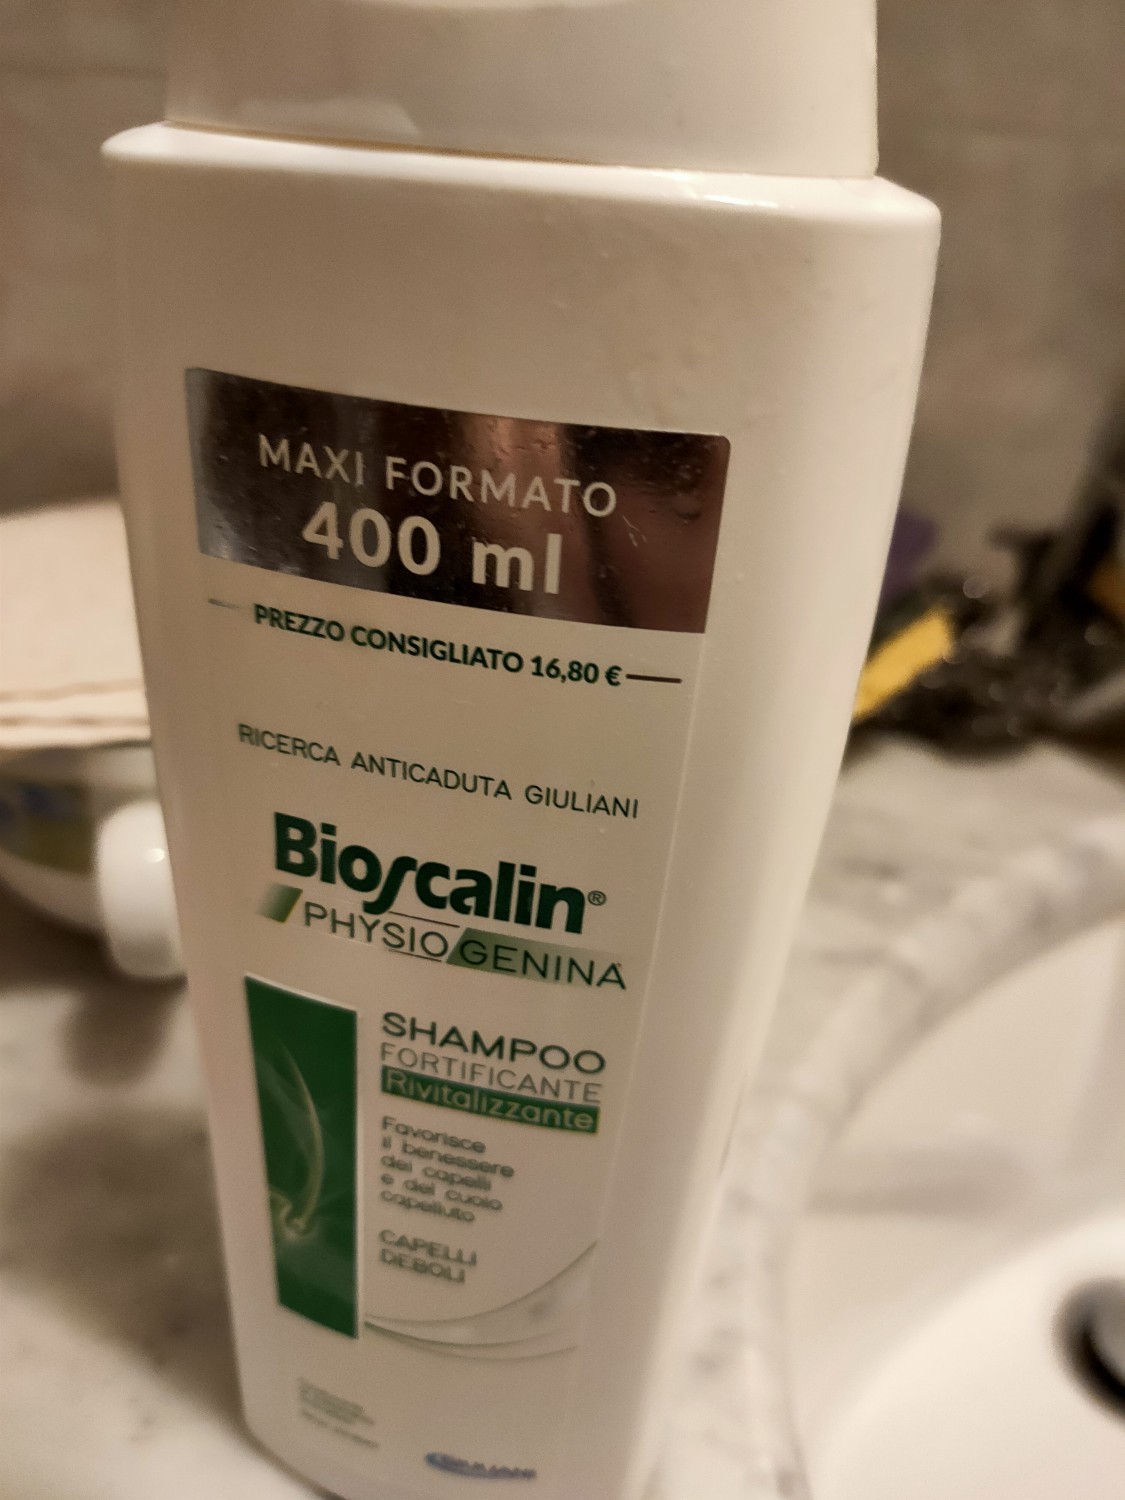 MAXI FORMATO
400 ml
PREZZO CONSIGLIATO 16,80 €
RICERCA ANTICADUTA GIULIANI
Bioscalin®
PHYSIOGENINA
SHAMPOO
FORTIFICANTE
Rivitalizzante
Favorisce
il benessere
dei capelli
e del cuoio
capelluto
CAPELLI
DEBOLI
GIULIANI